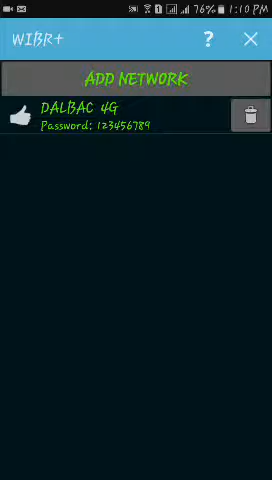 76% 1:10 PM
WIBR+ ?
ADD NETWORK
DALBAC 4G
Password: 123456789